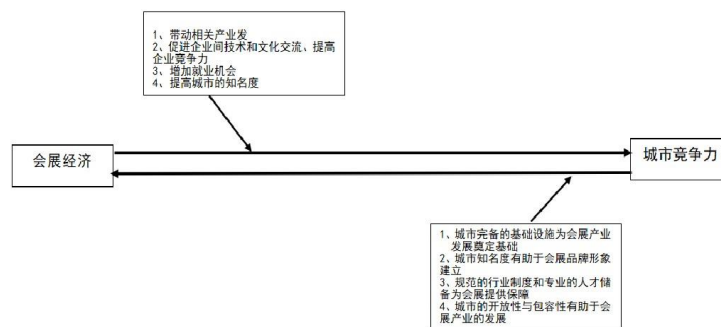 1、带动相关产业发
2、促进企业间技术和文化交流、提高
企业竞争力
3、增加就业机会
4、提高城市的知名度
会展经济
城市竞争力
1、城市完备的基础设施为会展产业
发展奠定基础
2、城市知名度有助于会展品牌形象
建立
3、规范的行业制度和专业的人才储
备为会展提供保障
4、城市的开放性与包容性有助于会
展产业的发展